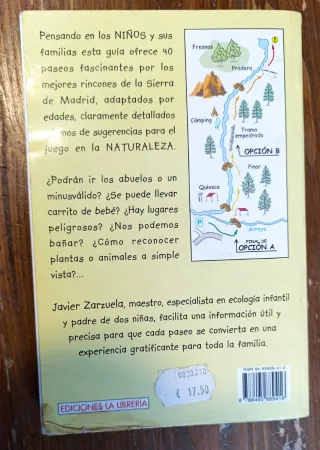 Pensando en los NIÑOS y sus
familias esta guía ofrece 40
paseos fascinantes por los
mejores rincones de la Sierra
de Madrid, adaptados por
edades, claramente detallados
nos de sugerencias para el
juego en la NATURALEZA.
¿Podrán ir los abuelos o un
minusválido? ¿Se puede llevar
carrito de bebé? ¿Hay lugares
peligrosos? ¿Nos podemos
bañar? ¿Cómo reconocer
plantas o animales a simple
vista?...
Fresnos
Pradera
Camping
Tramo
empedrado
OPCIÓN B
Pinar
Quiosco
P
Arroyo
FINAL DE
OPCIÓN A
Javier Zarzuela, maestro, especialista en ecología infantil
y padre de dos niñas, facilita una información útil y
precisa para que cada paseo se convierta en una
experiencia gratificante para toda la familia.
€ 17,50
EDICIONES LA LIBRERÍA